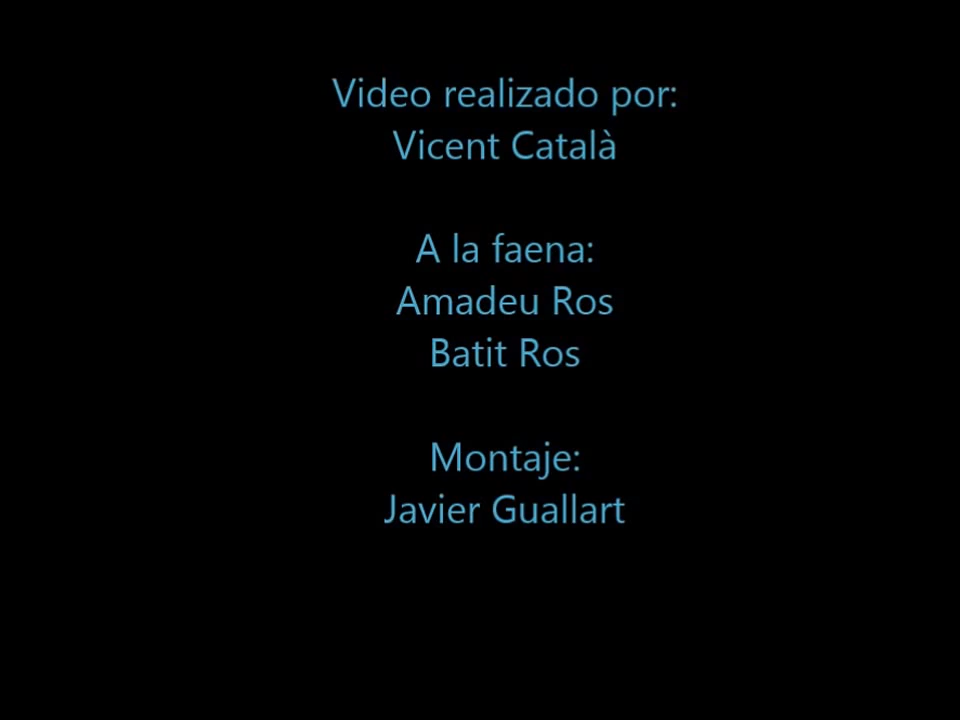 Video realizado por:
Vicent Català
A la faena:
Amadeu Ros
Batit Ros
Montaje:
Javier Guallart